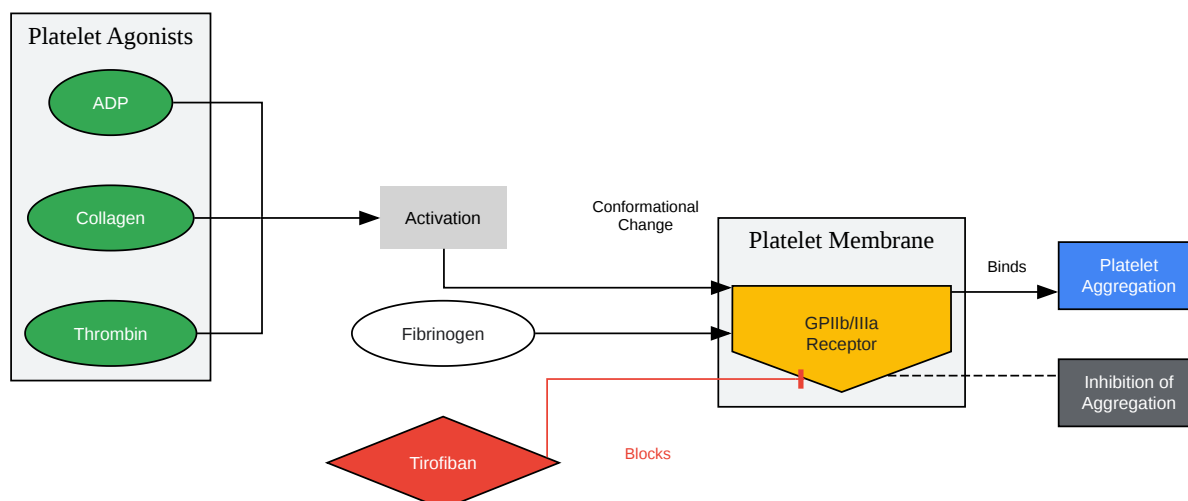 Platelet Agonists
ADP
Collagen
Thrombin
Activation
Fibrinogen
Tirofiban
Conformational
Change
Blocks
Platelet Membrane
GPIIb/IIIa
Receptor
Binds
Platelet
Aggregation
Inhibition of
Aggregation